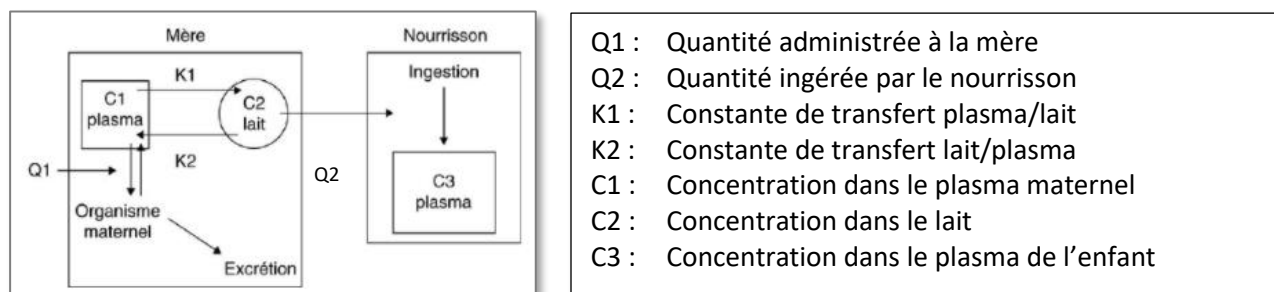 Mère
Nourrisson
K1
Ingestion
C1
plasma
C2
lait
K2
Q1
Q2
C3
plasma
Organisme
maternel
Excrétion
Q1 : Quantité administrée à la mère
Q2 : Quantité ingérée par le nourrisson
K1 : Constante de transfert plasma/lait
K2 : Constante de transfert lait/plasma
C1 : Concentration dans le plasma maternel
C2 : Concentration dans le lait
C3 : Concentration dans le plasma de l’enfant